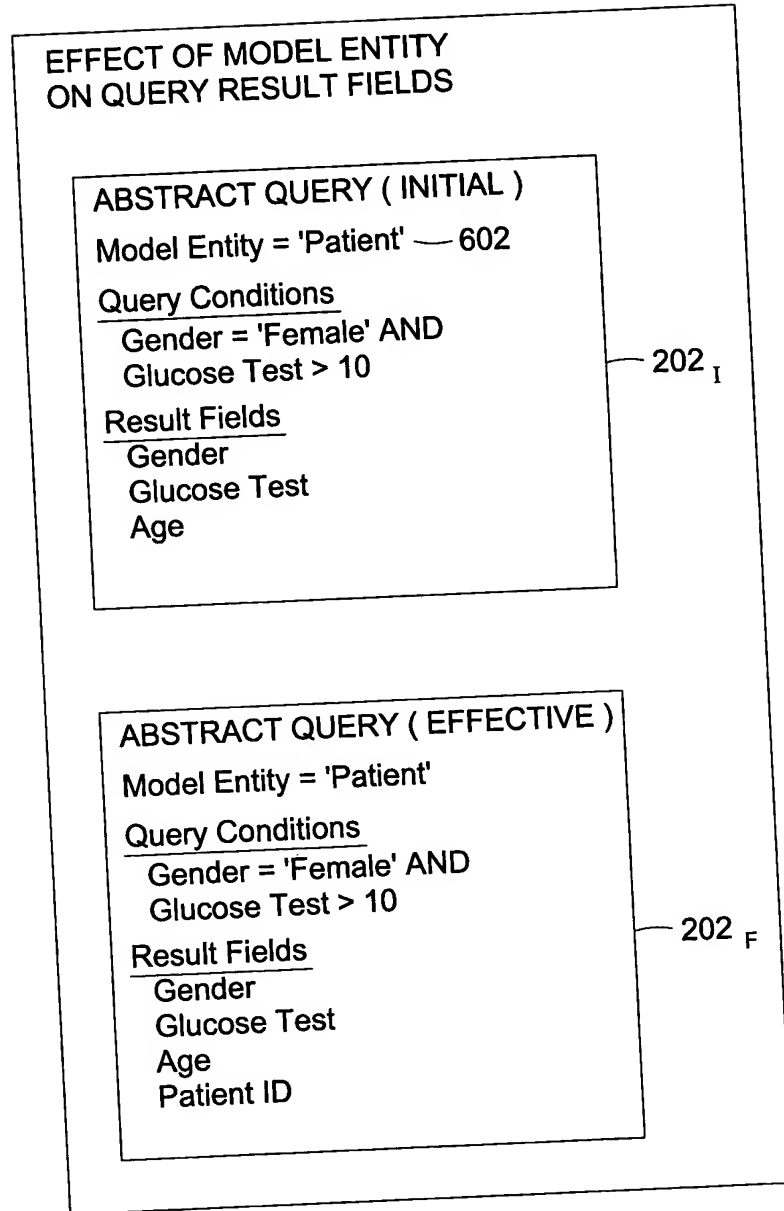 EFFECT OF MODEL ENTITY
ON QUERY RESULT FIELDS
ABSTRACT QUERY ( INITIAL )
Model Entity = 'Patient' — 602
Query Conditions
Gender = 'Female' AND
Glucose Test > 10
202 I
Result Fields
Gender
Glucose Test
Age
ABSTRACT QUERY ( EFFECTIVE )
Model Entity = 'Patient'
Query Conditions
Gender = 'Female' AND
Glucose Test > 10
202 F
Result Fields
Gender
Glucose Test
Age
Patient ID